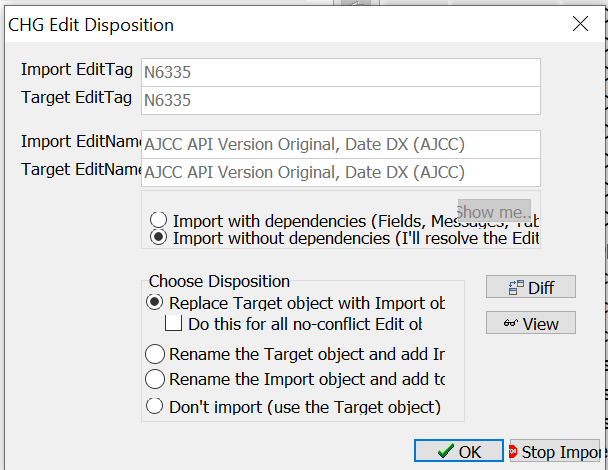 CHG Edit Disposition
Import EditTag N6335
Target EditTag N6335
Import EditName AJCC API Version Original, Date DX (AJCC)
Target EditName AJCC API Version Original, Date DX (AJCC)
Show me..
Import with dependencies (Fields, Messages, Tab
Import without dependencies (I'll resolve the Edit
Choose Disposition
Replace Target object with Import ob
Diff
Do this for all no-conflict Edit ob
View
Rename the Target object and add Im
Rename the Import object and add to
Don't import (use the Target object)
OK
Stop Impor